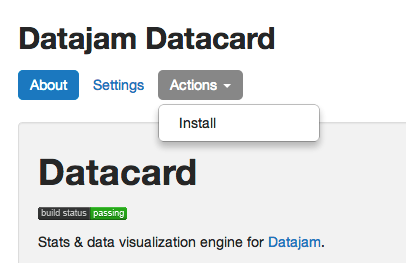 Datajam Datacard
About Settings Actions
Install
Datacard
build status passing
Stats & data visualization engine for Datajam.